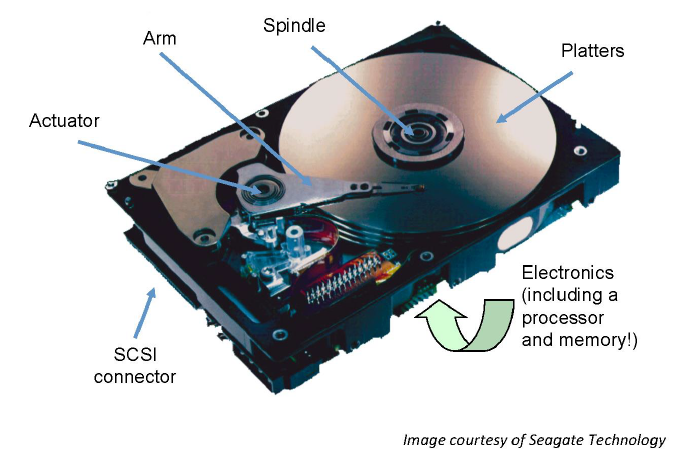 Spindle
Arm
Platters
Actuator
Electronics
(including a
processor
and memory!)
SCSI
connector
Image courtesy of Seagate Technology